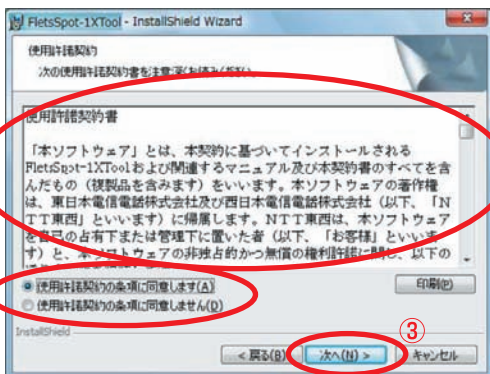 FletsSpot-1XTool - InstallShield Wizard
使用許諾契約
次の使用許諾契約書を注意深くお読みください。
使用許諾契約書
「本ソフトウェア」とは、本契約に基づいてインストールされる
FletsSpot-1XToolおよび関連するマニュアル及び本契約書のすべてを含
んだもの（複製品を含みます）をいいます。本ソフトウェアの著作権
は、東日本電信電話株式会社及び西日本電信電話株式会社（以下、「N
TT東西」といいます）に帰属します。NTT東西は、本ソフトウェア
を自己の占有下または管理下に置いた者（以下、「お客様」といいま
す）と、本ソフトウェアの非独占的かつ無償の権利許諾に関し、以下の
使用許諾契約の条項に同意します(A)
使用許諾契約の条項に同意しません(D)
印刷(P)
InstallShield
③
< 戻る(B)
次へ(N) >
キャンセル